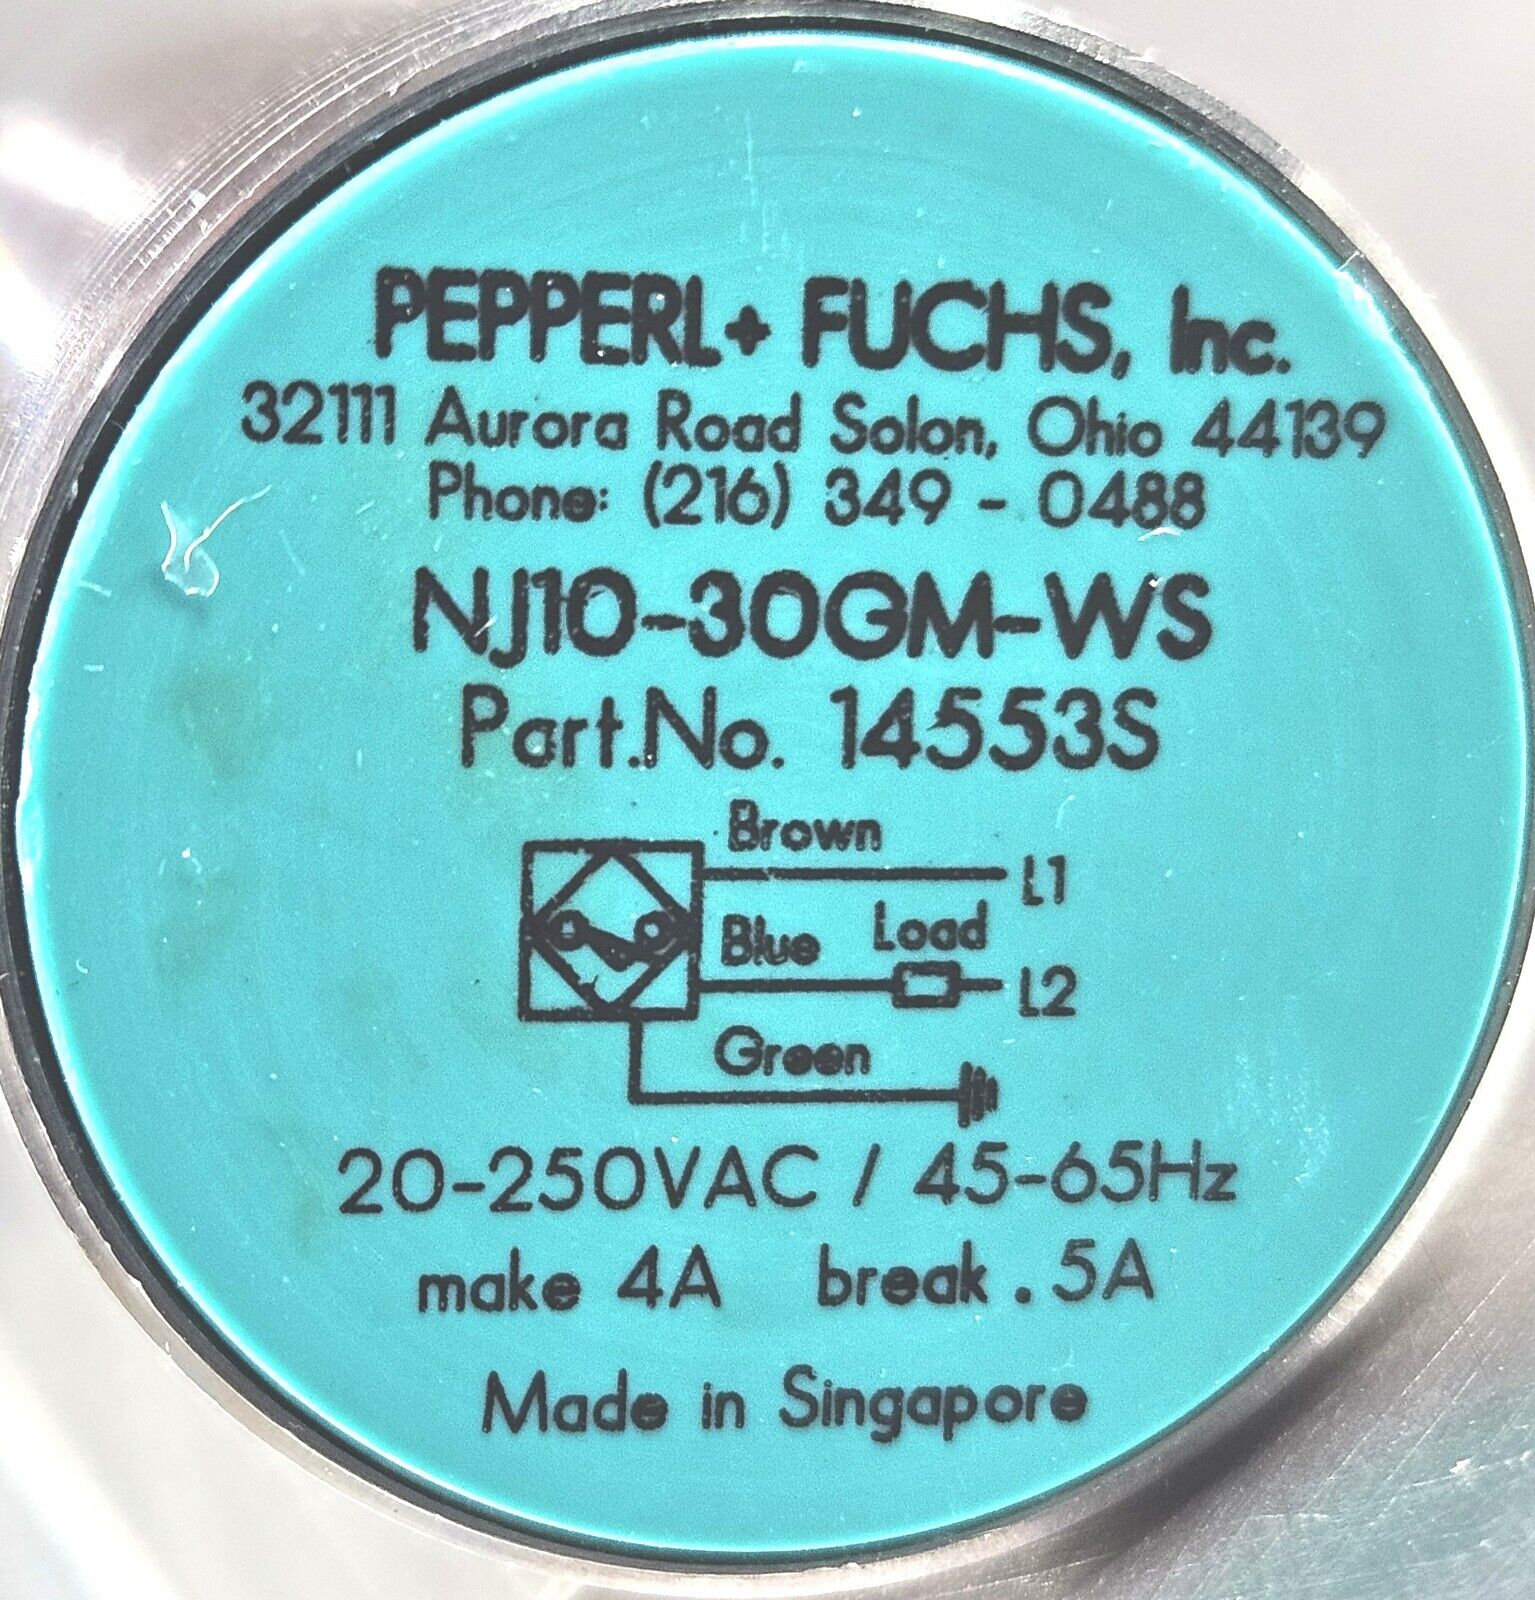 PEPPERL+ FUCHS, Inc.
32111 Aurora Road Solon, Ohio 44139
Phone: (216) 349 - 0488
NJ10-30GM-WS
Part.No. 14553S
Brown
L1
Blue
Load
L2
Green
20-250VAC / 45-65Hz
make 4A break .5A
Made in Singapore